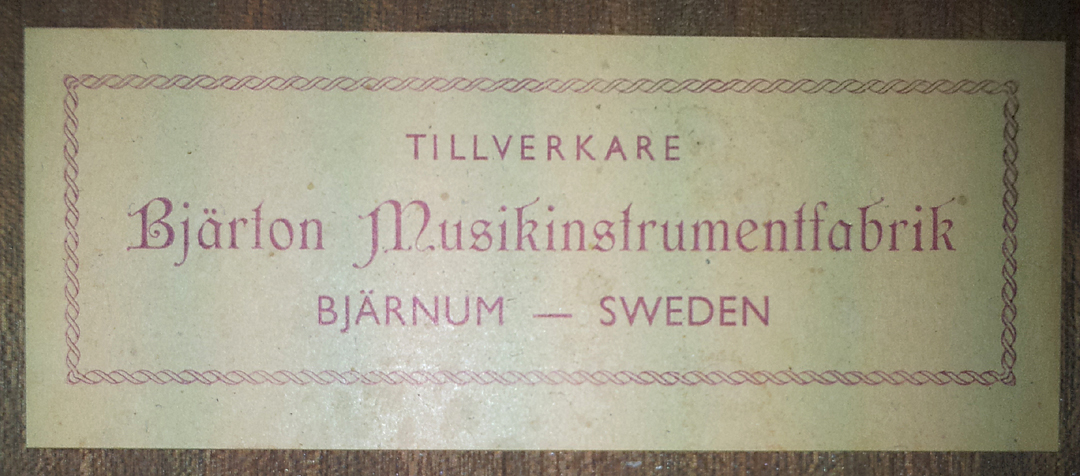 TILLVERKARE
Bjärton Musikinstrumentfabrik
BJÄRNUM — SWEDEN